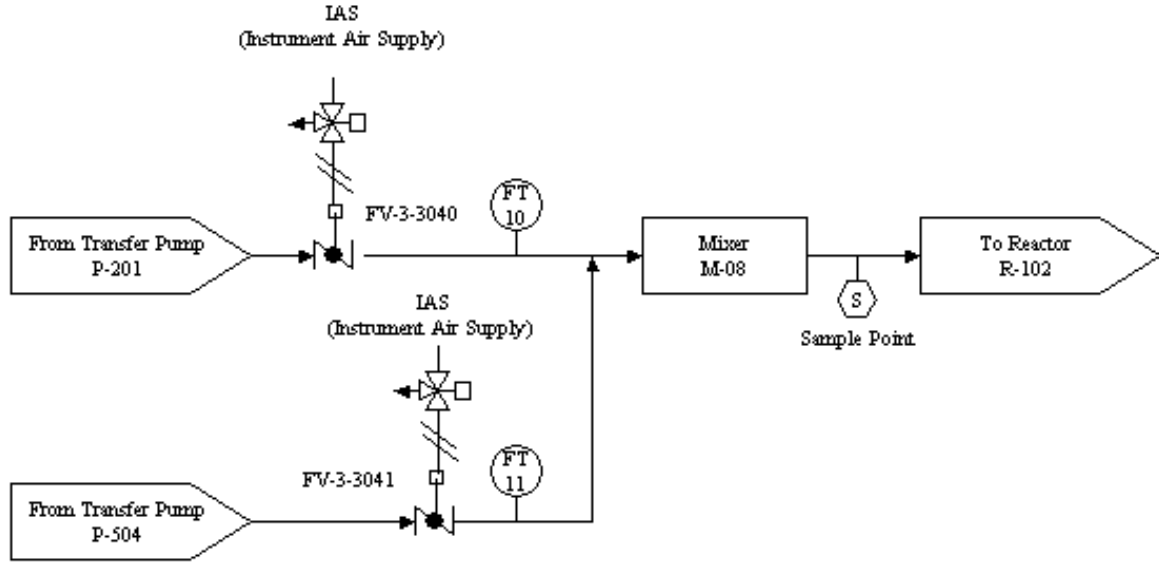 IAS
(Instrument Air Supply)
FV-3-3040
FT
10
From Transfer Pump
P-201
Mixer
M-08
To Reactor
R-102
S
Sample Point
IAS
(Instrument Air Supply)
FV-3-3041
FT
11
From Transfer Pump
P-504